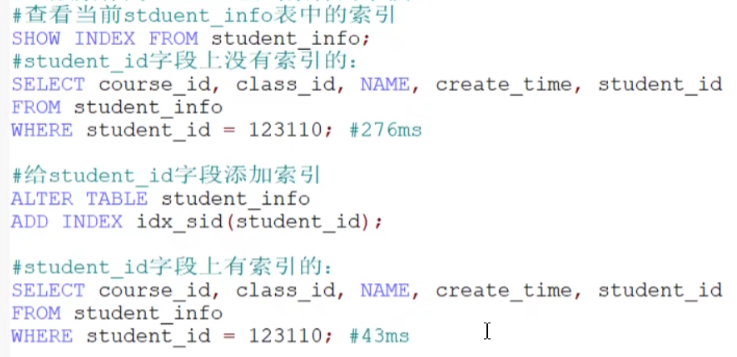 #查看当前stduent_info表中的索引
SHOW INDEX FROM student_info;
#student_id字段上没有索引的:
SELECT course_id, class_id, NAME, create_time, student_id
FROM student_info
WHERE student_id = 123110; #276ms
#给student_id字段添加索引
ALTER TABLE student_info
ADD INDEX idx_sid(student_id);
#student_id字段上有索引的:
SELECT course_id, class_id, NAME, create_time, student_id
FROM student_info
WHERE student_id = 123110; #43ms